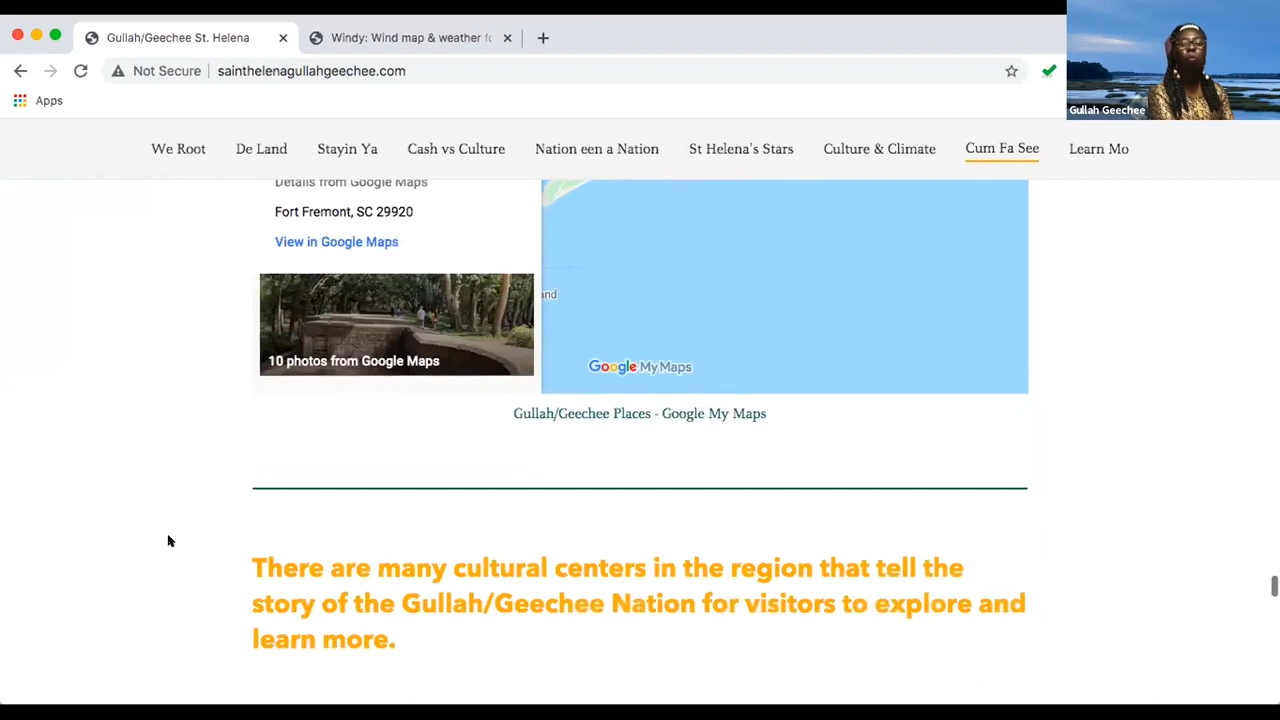 Gullah/Geechee St. Helena
Windy: Wind map & weather fo
Not Secure
sainthelenagullahgeechee.com
Apps
Gullah Geechee
We Root
De Land
Stayin Ya
Cash vs Culture
Nation een a Nation
St Helena's Stars
Culture & Climate
Cum Fa See
Learn Mo
Details from Google Maps
Fort Fremont, SC 29920
View in Google Maps
10 photos from Google Maps
and
Google My Maps
Gullah/Geechee Places - Google My Maps
There are many cultural centers in the region that tell the
story of the Gullah/Geechee Nation for visitors to explore and
learn more.